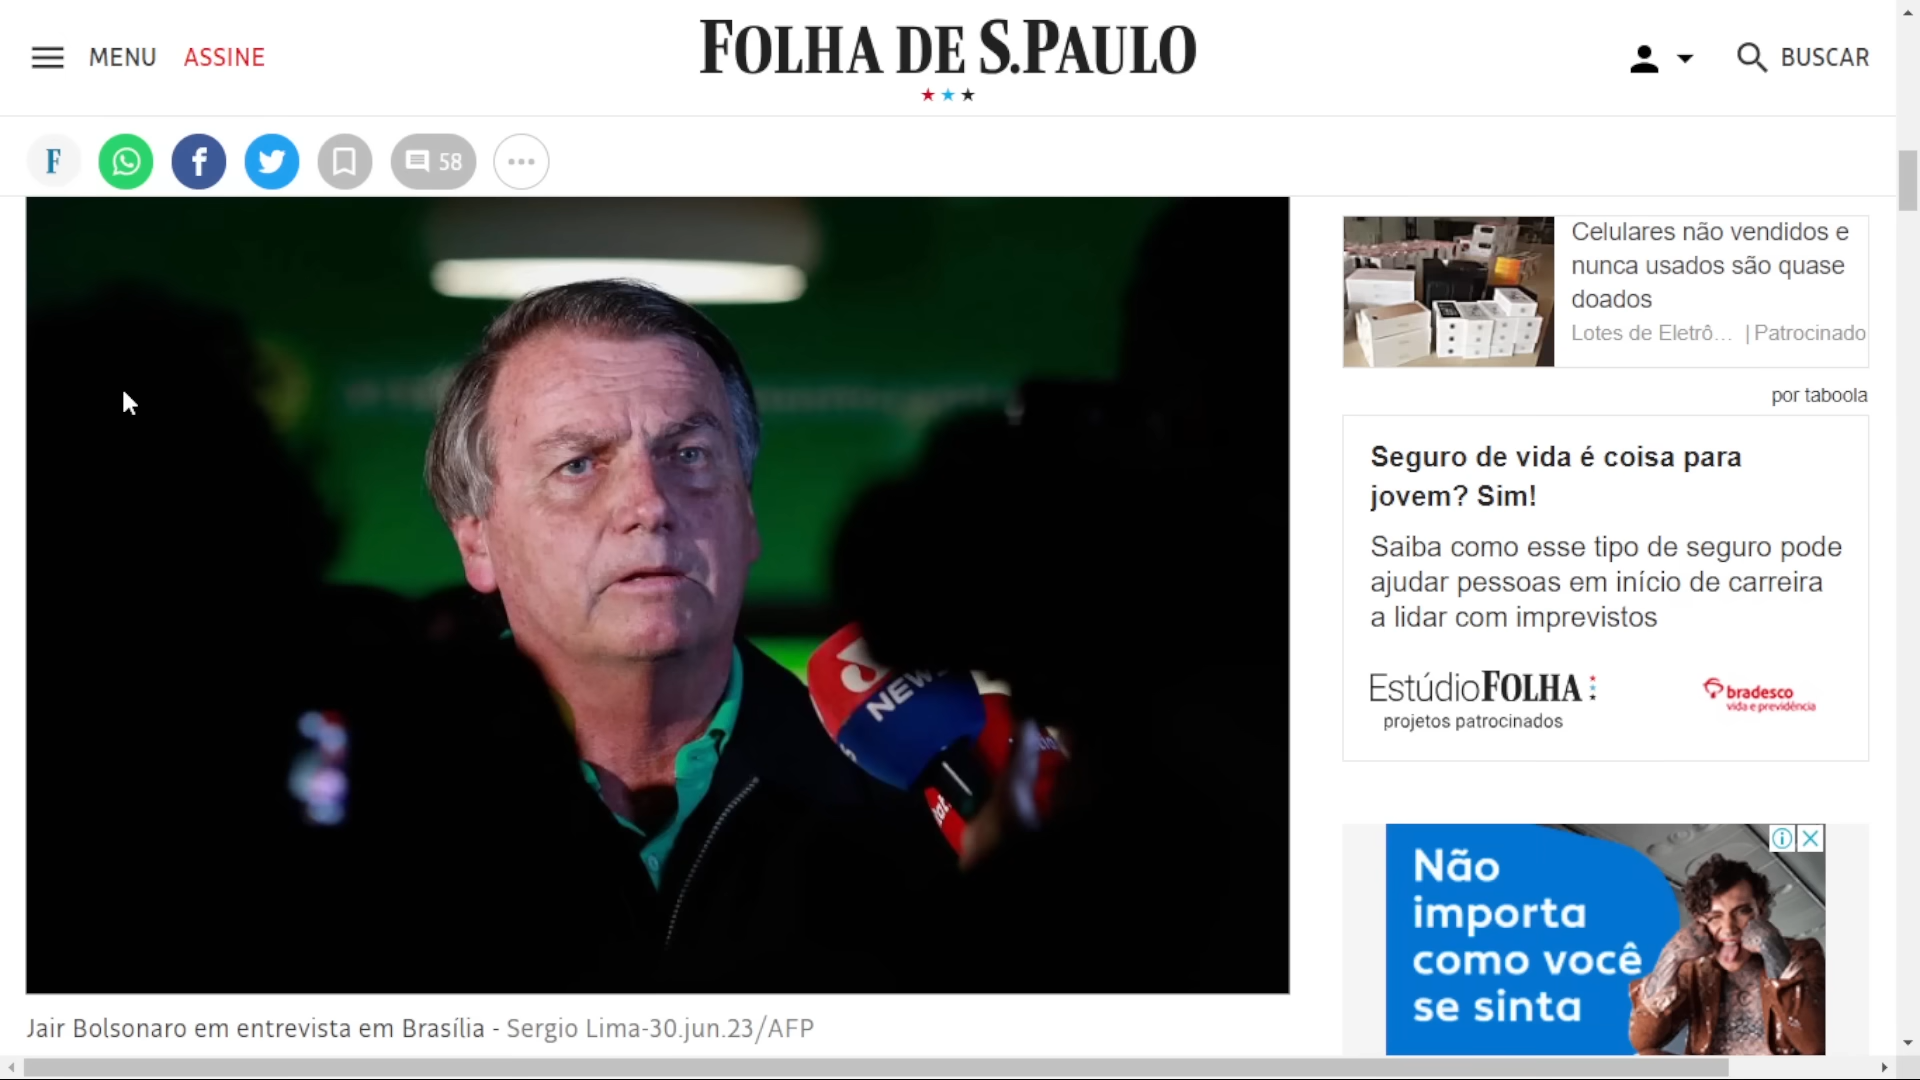 MENU
ASSINE
FOLHA DE S.PAULO
BUSCAR
F
58
NEWS
Jair Bolsonaro em entrevista em Brasília - Sergio Lima-30.jun.23/AFP
Celulares não vendidos e
nunca usados são quase
doados
Lotes de Eletrô... | Patrocinado
por taboola
Seguro de vida é coisa para
jovem? Sim!
Saiba como esse tipo de seguro pode
ajudar pessoas em início de carreira
a lidar com imprevistos
EstúdioFOLHA
projetos patrocinados
bradesco
vida e previdência
Não
importa
como você
se sinta